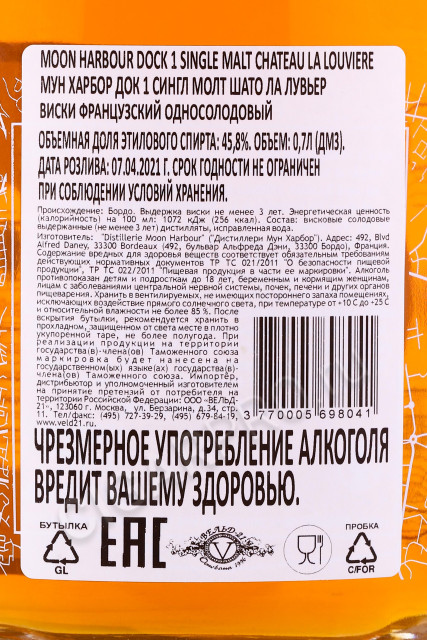 MOON HARBOUR DOCK 1 SINGLE MALT CHATEAU LA LOUVIERE
МУН ХАРБОР ДОК 1 СИНГЛ МОЛТ ШАТО ЛА ЛУВЬЕР
ВИСКИ ФРАНЦУЗСКИЙ ОДНОСОЛОДОВЫЙ
ОБЪЕМНАЯ ДОЛЯ ЭТИЛОВОГО СПИРТА: 45,8%. ОБЪЕМ: 0,7Л (ДМ3).
ДАТА РОЗЛИВА: 07.04.2021 Г. СРОК ГОДНОСТИ НЕ ОГРАНИЧЕН
ПРИ СОБЛЮДЕНИИ УСЛОВИЙ ХРАНЕНИЯ.
Происхождение: Бордо. Выдержка виски не менее 3 лет. Энергетическая ценность
(калорийность) на 100 мл: 1072 кДж (256 ккал). Состав: висковые солодовые
выдержанные (не менее 3 лет) дистилляты, исправленная вода.
Изготовитель: "Distillerie Moon Harbour" ("Дистиллери Мун Харбор"). Адрес: 492, Blvd
Alfred Daney, 33300 Bordeaux (492, бульвар Альфреда Дэни, 33300 Бордо), Франция.
Содержание вредных для здоровья веществ соответствует обязательным требованиям
действующих нормативных документов ТР ТС 021/2011 "О безопасности пищевой
продукции", ТР ТС 022/2011 "Пищевая продукция в части ее маркировки". Алкоголь
противопоказан детям и подросткам до 18 лет, беременным и кормящим женщинам,
лицам с заболеваниями центральной нервной системы, почек, печени и других органов
пищеварения. Хранить в вентилируемых, не имеющих постороннего запаха помещениях,
исключающих воздействие прямого солнечного света, при температуре от +10 С до +25 С
и относительной влажности не более 85 %. После
вскрытия бутылки, рекомендуется хранить в
прохладном, защищенном от света месте в плотно
укупоренной таре, не более полугода. При
реализации продукции на территории
государства(в)-члена(ов) Таможенного союза
маркировка будет нанесена на
государственном(ых) языке(ах) государства(в)-
члена(ов) Таможенного союза. Импортёр,
дистрибьютор и уполномоченный изготовителем
на принятие претензий от потребителя на
территории Российской Федерации: ООО «ВЕЛЬД-
21», 123060 г. Москва, ул. Берзарина, д.34, стр.
11. Тел/факс: (495) 727-39-29, (495) 679-84-19.
www.veld21.ru
3 770005 698041
ЧРЕЗМЕРНОЕ УПОТРЕБЛЕНИЕ АЛКОГОЛЯ
ВРЕДИТ ВАШЕМУ ЗДОРОВЬЮ.
БУТЫЛКА
GL
EAC
ВЕЛЬД-21
V
ПРОБКА
C/FOR